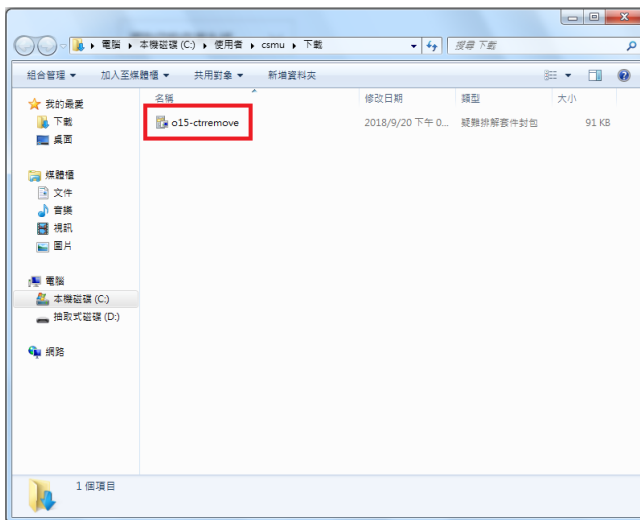 電腦 ▸ 本機磁碟 (C:) ▸ 使用者 ▸ csmu ▸ 下載
搜尋 下載
組合管理 加入至媒體櫃 共用對象 新增資料夾
名稱 修改日期 類型 大小
o15-ctrremove 2018/9/20 下午 0... 疑難排解套件封包 91 KB
我的最愛
下載
桌面
媒體櫃
文件
音樂
視訊
圖片
電腦
本機磁碟 (C:)
抽取式磁碟 (D:)
網路
1 個項目